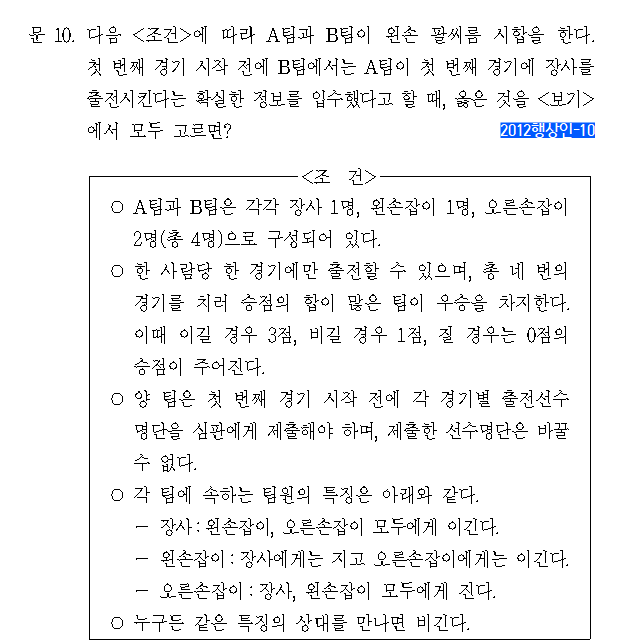 문 10. 다음 <조건>에 따라 A팀과 B팀이 왼손 팔씨름 시합을 한다.
첫 번째 경기 시작 전에 B팀에서는 A팀이 첫 번째 경기에 장사를
출전시킨다는 확실한 정보를 입수했다고 할 때, 옳은 것을 <보기>
에서 모두 고르면? 2012행상인-10
<조 건>
○ A팀과 B팀은 각각 장사 1명, 왼손잡이 1명, 오른손잡이
2명(총 4명)으로 구성되어 있다.
○ 한 사람당 한 경기에만 출전할 수 있으며, 총 네 번의
경기를 치러 승점의 합이 많은 팀이 우승을 차지한다.
이때 이길 경우 3점, 비길 경우 1점, 질 경우는 0점의
승점이 주어진다.
○ 양 팀은 첫 번째 경기 시작 전에 각 경기별 출전선수
명단을 심판에게 제출해야 하며, 제출한 선수명단은 바꿀
수 없다.
○ 각 팀에 속하는 팀원의 특징은 아래와 같다.
− 장사 : 왼손잡이, 오른손잡이 모두에게 이긴다.
− 왼손잡이 : 장사에게는 지고 오른손잡이에게는 이긴다.
− 오른손잡이 : 장사, 왼손잡이 모두에게 진다.
○ 누구든 같은 특징의 상대를 만나면 비긴다.